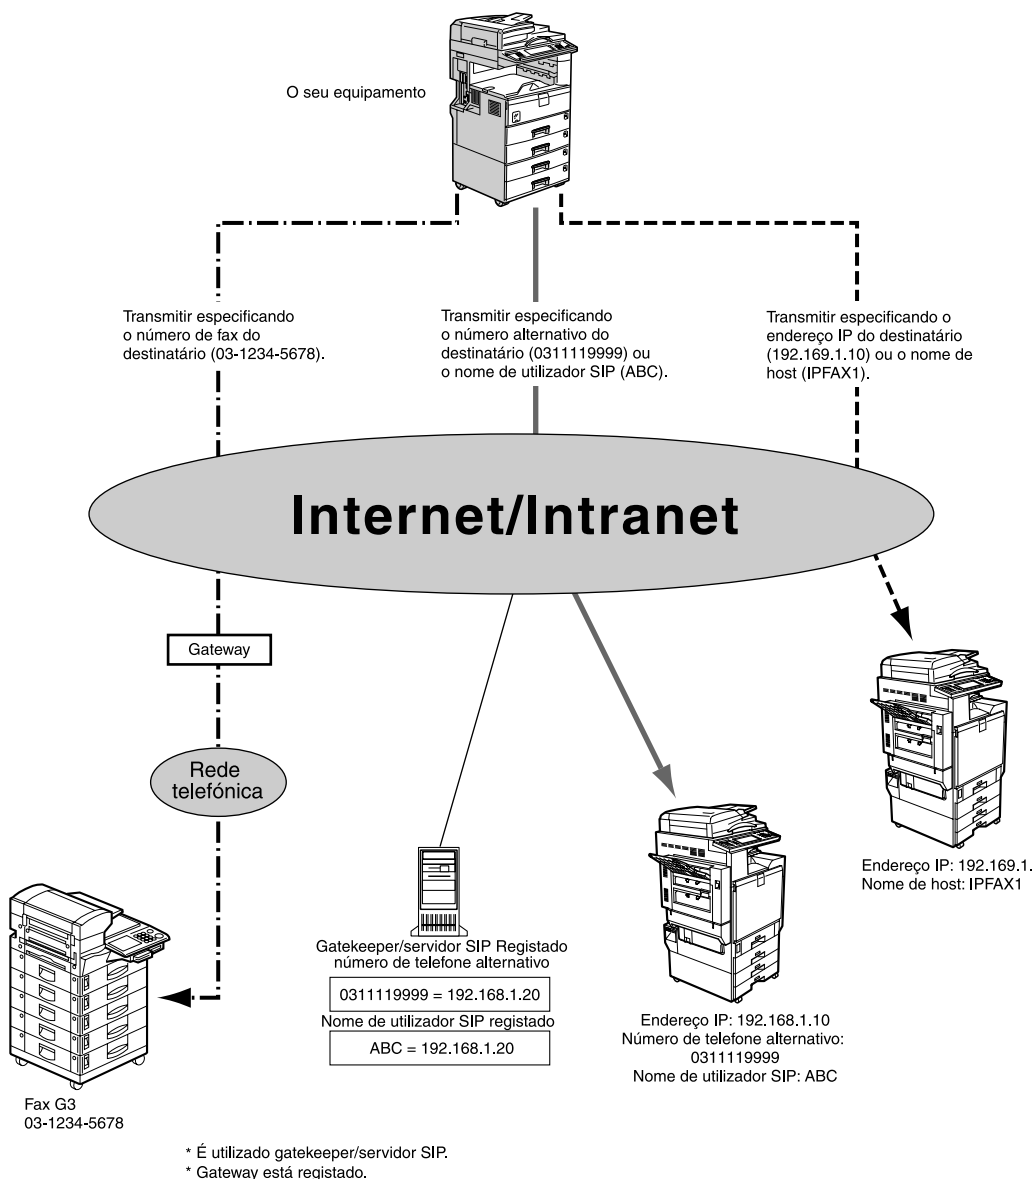 O seu equipamento
Transmitir especificando
o número de fax do
destinatário (03-1234-5678).
Transmitir especificando
o número alternativo do
destinatário (0311119999) ou
o nome de utilizador SIP (ABC).
Transmitir especificando o
endereço IP do destinatário
(192.169.1.10) ou o nome de
host (IPFAX1).
Internet/Intranet
Gateway
Rede
telefónica
Endereço IP: 192.169.1.
Nome de host: IPFAX1
Gatekeeper/servidor SIP Registado
número de telefone alternativo
0311119999 = 192.168.1.20
Nome de utilizador SIP registado
ABC = 192.168.1.20
Endereço IP: 192.168.1.10
Número de telefone alternativo:
0311119999
Nome de utilizador SIP: ABC
Fax G3
03-1234-5678
* É utilizado gatekeeper/servidor SIP.
* Gateway está registado.